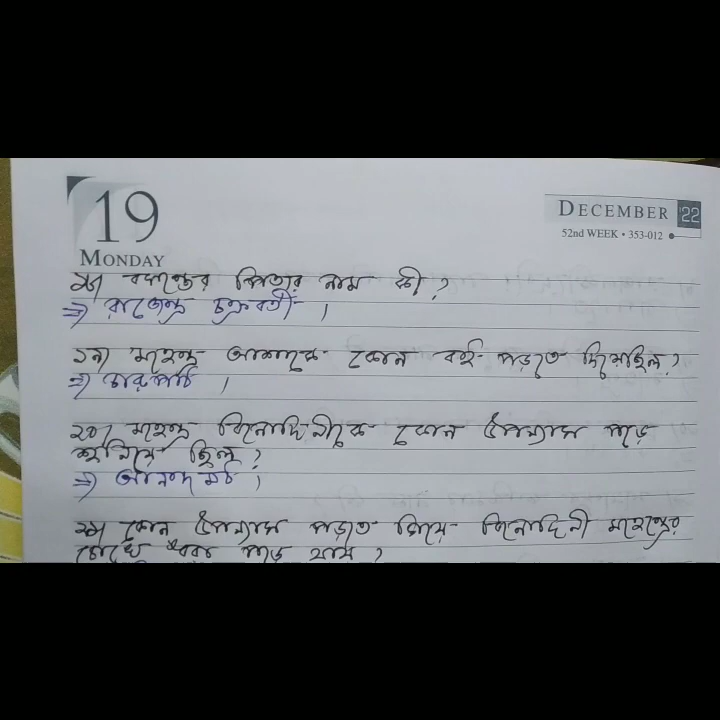 19
MONDAY
DECEMBER '22
52nd WEEK • 353-012
১৮) বসন্তের পিতার নাম কী?
⇒) রাজেন্দ্র চক্রবর্তী ।
১৯) মহেন্দ্র আশাকে কোন বই পড়তে দিয়েছিল?
⇒) চারুপাঠ ।
২০) মহেন্দ্র বিনোদিনীকে কোন উপন্যাস পড়ে
শুনিয়ে ছিল?
⇒) আনন্দ মঠ ।
২১) কোন উপন্যাস পড়তে গিয়ে বিনোদিনী মহেন্দ্রের
চোখে ধরা পড়ে যায়?